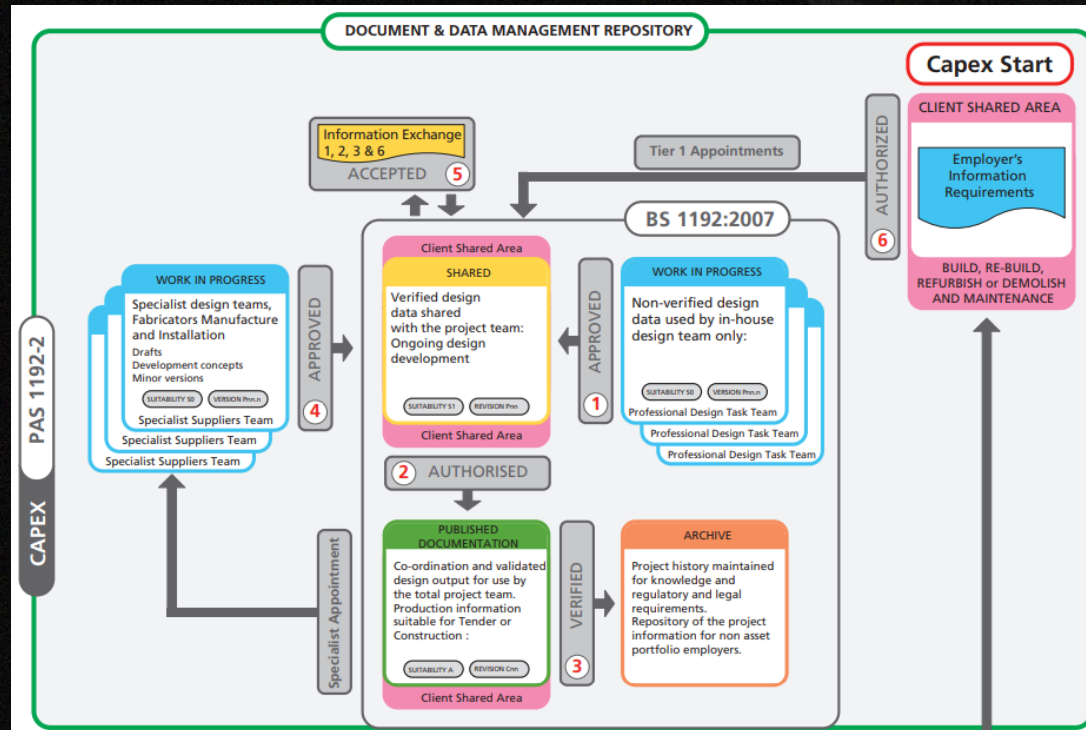 DOCUMENT & DATA MANAGEMENT REPOSITORY
Capex Start
CLIENT SHARED AREA
Employer's
Information
Requirements
BUILD, RE-BUILD,
REFURBISH or DEMOLISH
AND MAINTENANCE
AUTHORIZED
6
Tier 1 Appointments
Information Exchange
1, 2, 3 & 6
ACCEPTED
5
BS 1192:2007
Client Shared Area
SHARED
Verified design
data shared
with the project team:
Ongoing design
development
SUITABILITY S1
REVISION Pnn
Client Shared Area
WORK IN PROGRESS
Specialist design teams,
Fabricators Manufacture
and Installation
Drafts
Development concepts
Minor versions
SUITABILITY S0
VERSION Pnn.n
Specialist Suppliers Team
Specialist Suppliers Team
Specialist Suppliers Team
APPROVED
4
APPROVED
1
WORK IN PROGRESS
Non-verified design
data used by in-house
design team only:
SUITABILITY S0
VERSION Pnn.n
Professional Design Task Team
Professional Design Task Team
Professional Design Task Team
PAS 1192-2
CAPEX
2
AUTHORISED
Specialist Appointment
PUBLISHED
DOCUMENTATION
Co-ordination and validated
design output for use by
the total project team.
Production information
suitable for Tender or
Construction :
SUITABILITY A
REVISION Cnn
Client Shared Area
VERIFIED
3
ARCHIVE
Project history maintained
for knowledge and
regulatory and legal
requirements.
Repository of the project
information for non asset
portfolio employers.